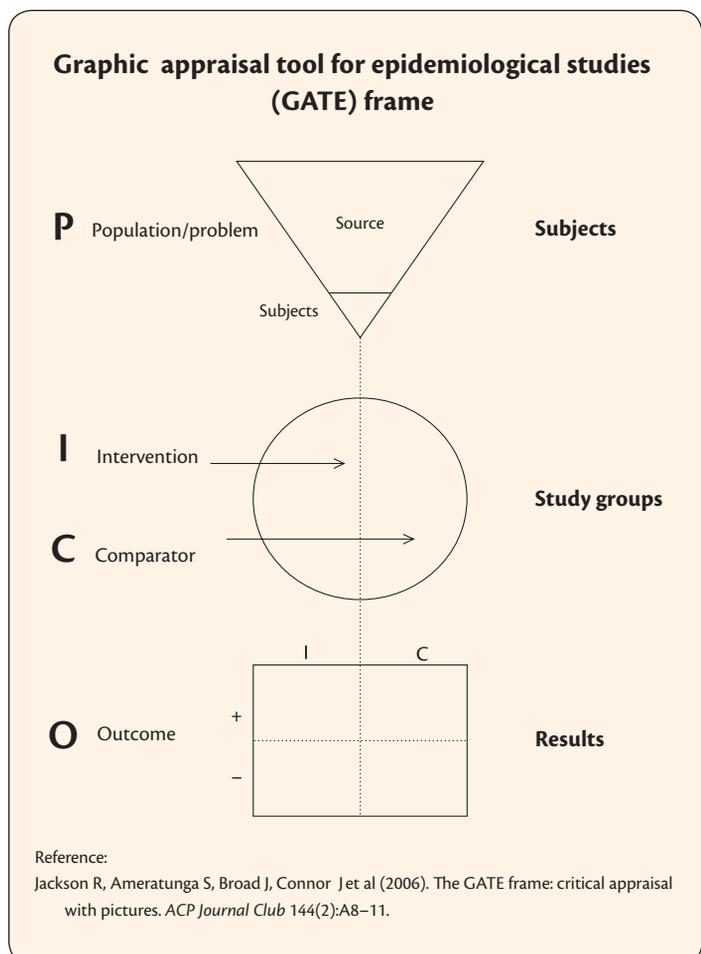 Graphic appraisal tool for epidemiological studies
(GATE) frame
P Population/problem
Source
Subjects
Subjects
I Intervention
Study groups
C Comparator
I C
+
O Outcome
Results
–
Reference:
Jackson R, Ameratunga S, Broad J, Connor J et al (2006). The GATE frame: critical appraisal
with pictures. ACP Journal Club 144(2):A8–11.